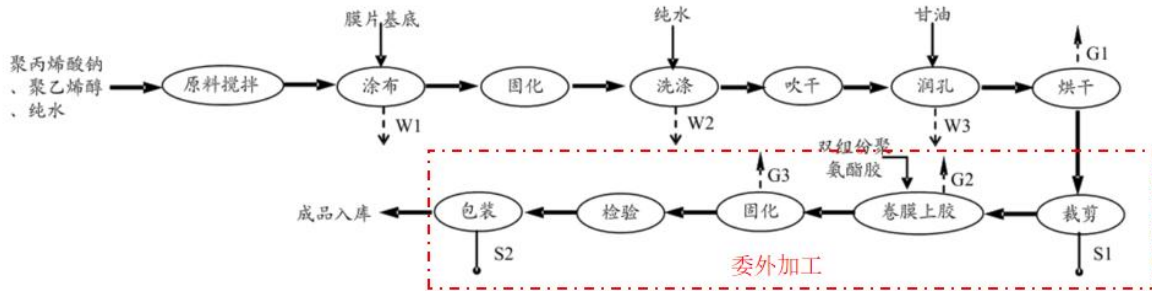 膜片基底
纯水
甘油
G1
聚丙烯酸钠
、聚乙烯醇
、纯水
原料搅拌
涂布
固化
洗涤
吹干
润孔
烘干
W1
W2
W3
双组份聚
氨酯胶
G3
G2
成品入库
包装
检验
固化
卷膜上胶
裁剪
S2
S1
委外加工